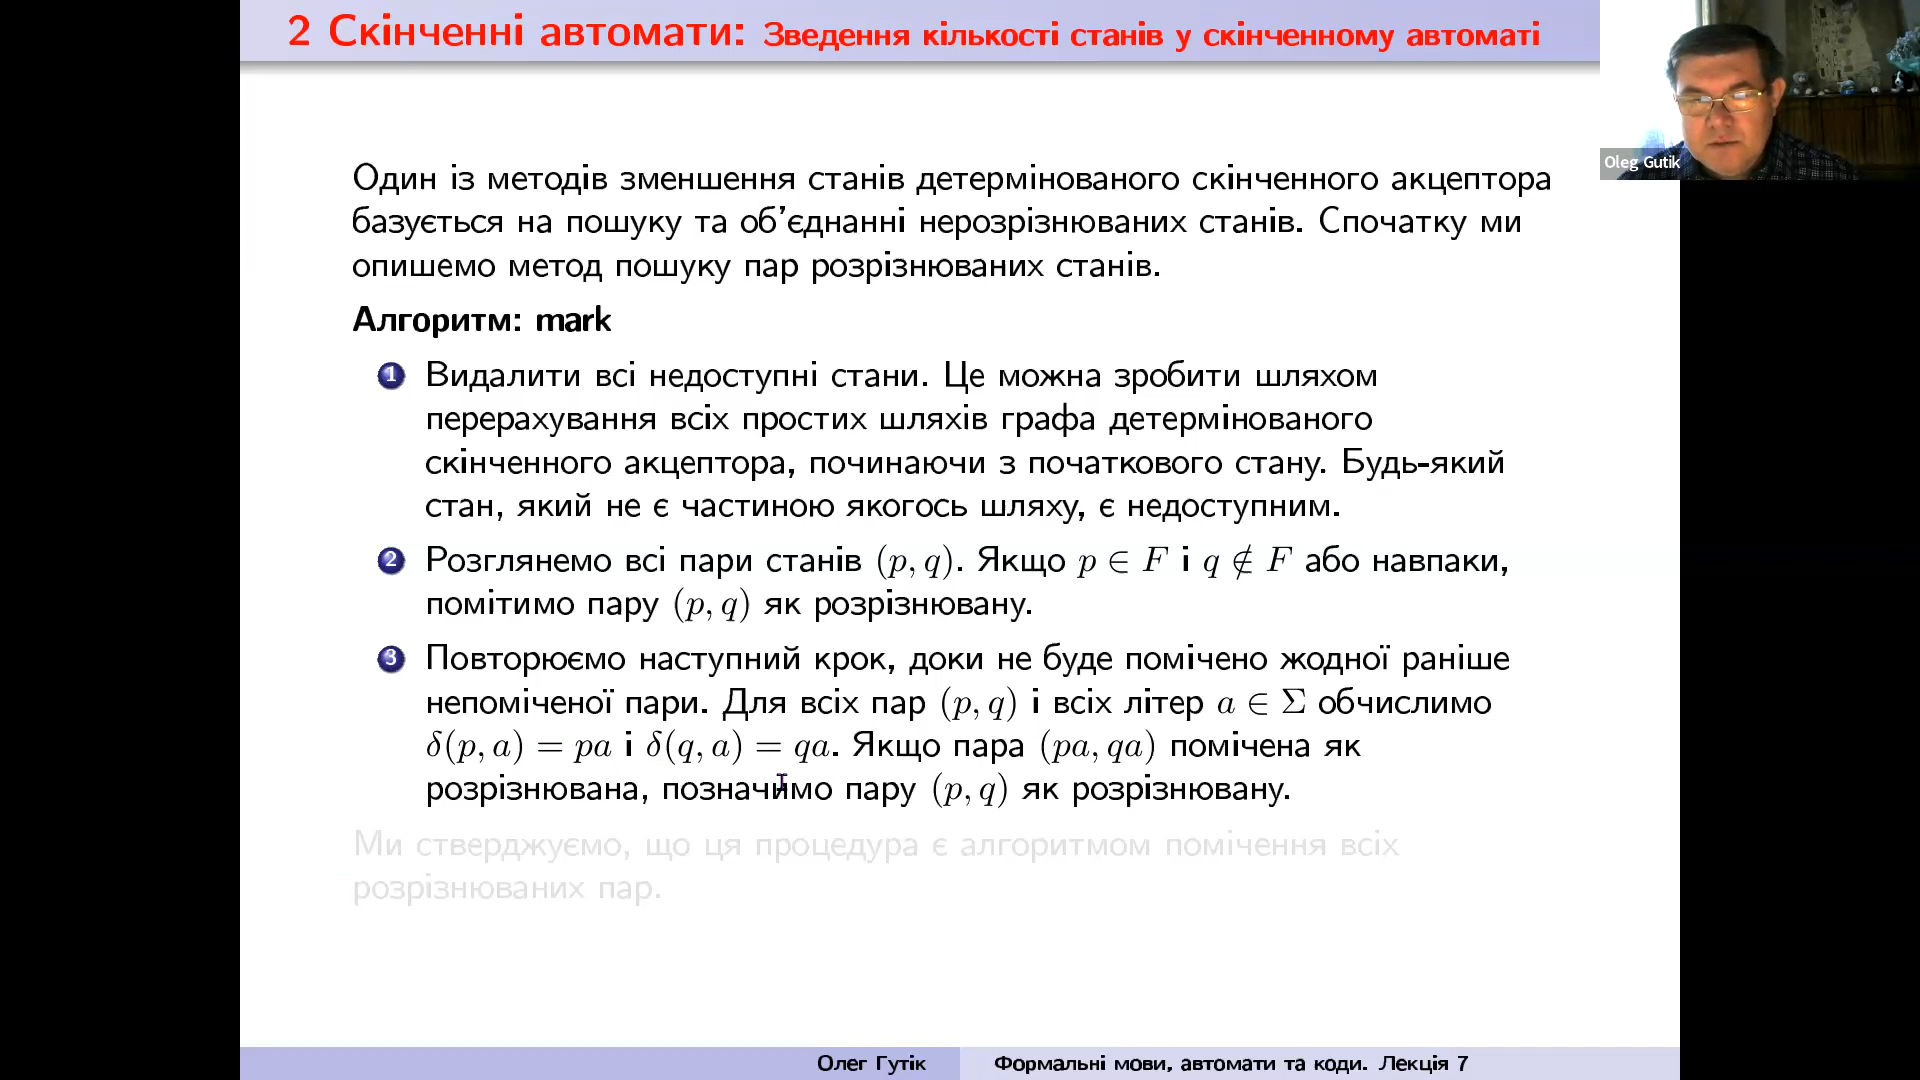 2 Скінченні автомати: Зведення кількості станів у скінченному автоматі
Oleg Gutik
Один із методів зменшення станів детермінованого скінченного акцептора
базується на пошуку та об'єднанні нерозрізнюваних станів. Спочатку ми
опишемо метод пошуку пар розрізнюваних станів.
Алгоритм: mark
1 Видалити всі недоступні стани. Це можна зробити шляхом
перерахування всіх простих шляхів графа детермінованого
скінченного акцептора, починаючи з початкового стану. Будь-який
стан, який не є частиною якогось шляху, є недоступним.
2 Розглянемо всі пари станів (p, q). Якщо p ∈ F і q ∉ F або навпаки,
помітимо пару (p, q) як розрізнювану.
3 Повторюємо наступний крок, доки не буде помічено жодної раніше
непоміченої пари. Для всіх пар (p, q) і всіх літер a ∈ Σ обчислимо
δ(p, a) = pa і δ(q, a) = qa. Якщо пара (pa, qa) помічена як
розрізнювана, позначимо пару (p, q) як розрізнювану.
Ми стверджуємо, що ця процедура є алгоритмом помічення всіх
розрізнюваних пар.
Олег Гутік Формальні мови, автомати та коди. Лекція 7